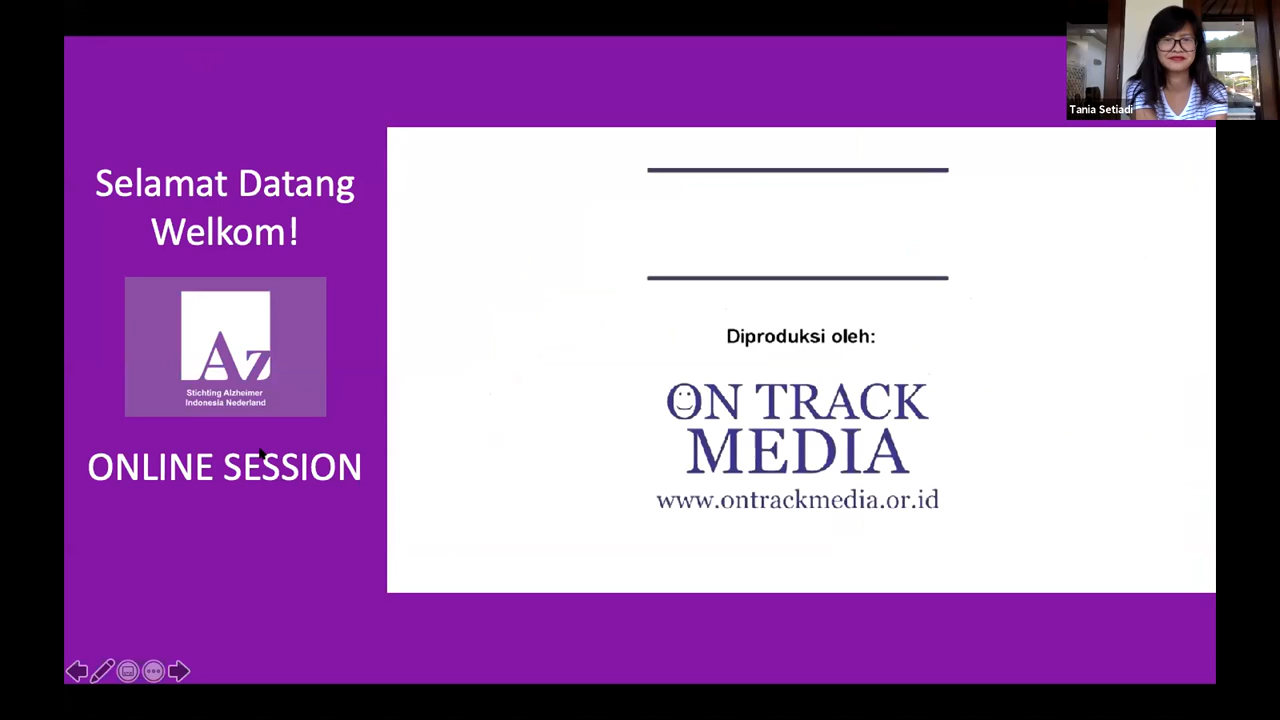 Tania Setiadi
Selamat Datang
Welkom!
Az
Stichting Alzheimer
Indonesia Nederland
ONLINE SESSION
Diproduksi oleh:
ON TRACK
MEDIA
www.ontrackmedia.or.id